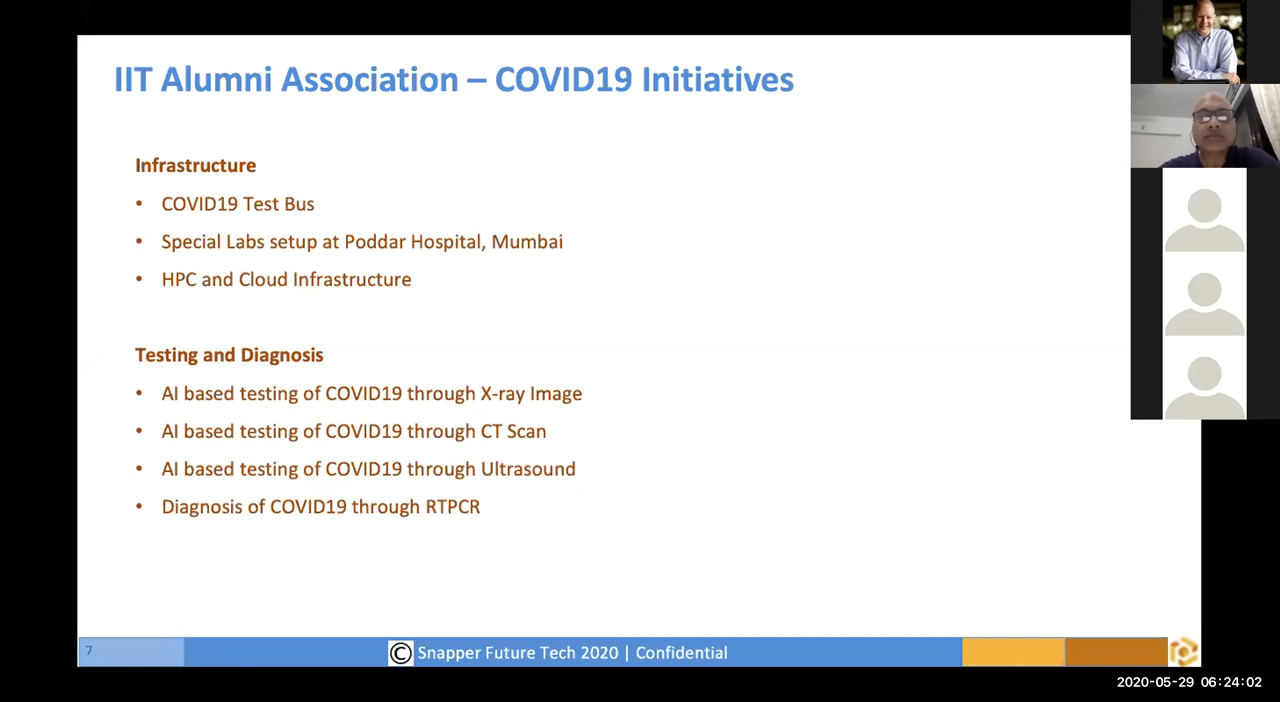 IIT Alumni Association – COVID19 Initiatives
Infrastructure
• COVID19 Test Bus
• Special Labs setup at Poddar Hospital, Mumbai
• HPC and Cloud Infrastructure
Testing and Diagnosis
• AI based testing of COVID19 through X-ray Image
• AI based testing of COVID19 through CT Scan
• AI based testing of COVID19 through Ultrasound
• Diagnosis of COVID19 through RTPCR
7
© Snapper Future Tech 2020 | Confidential
2020-05-29 06:24:02